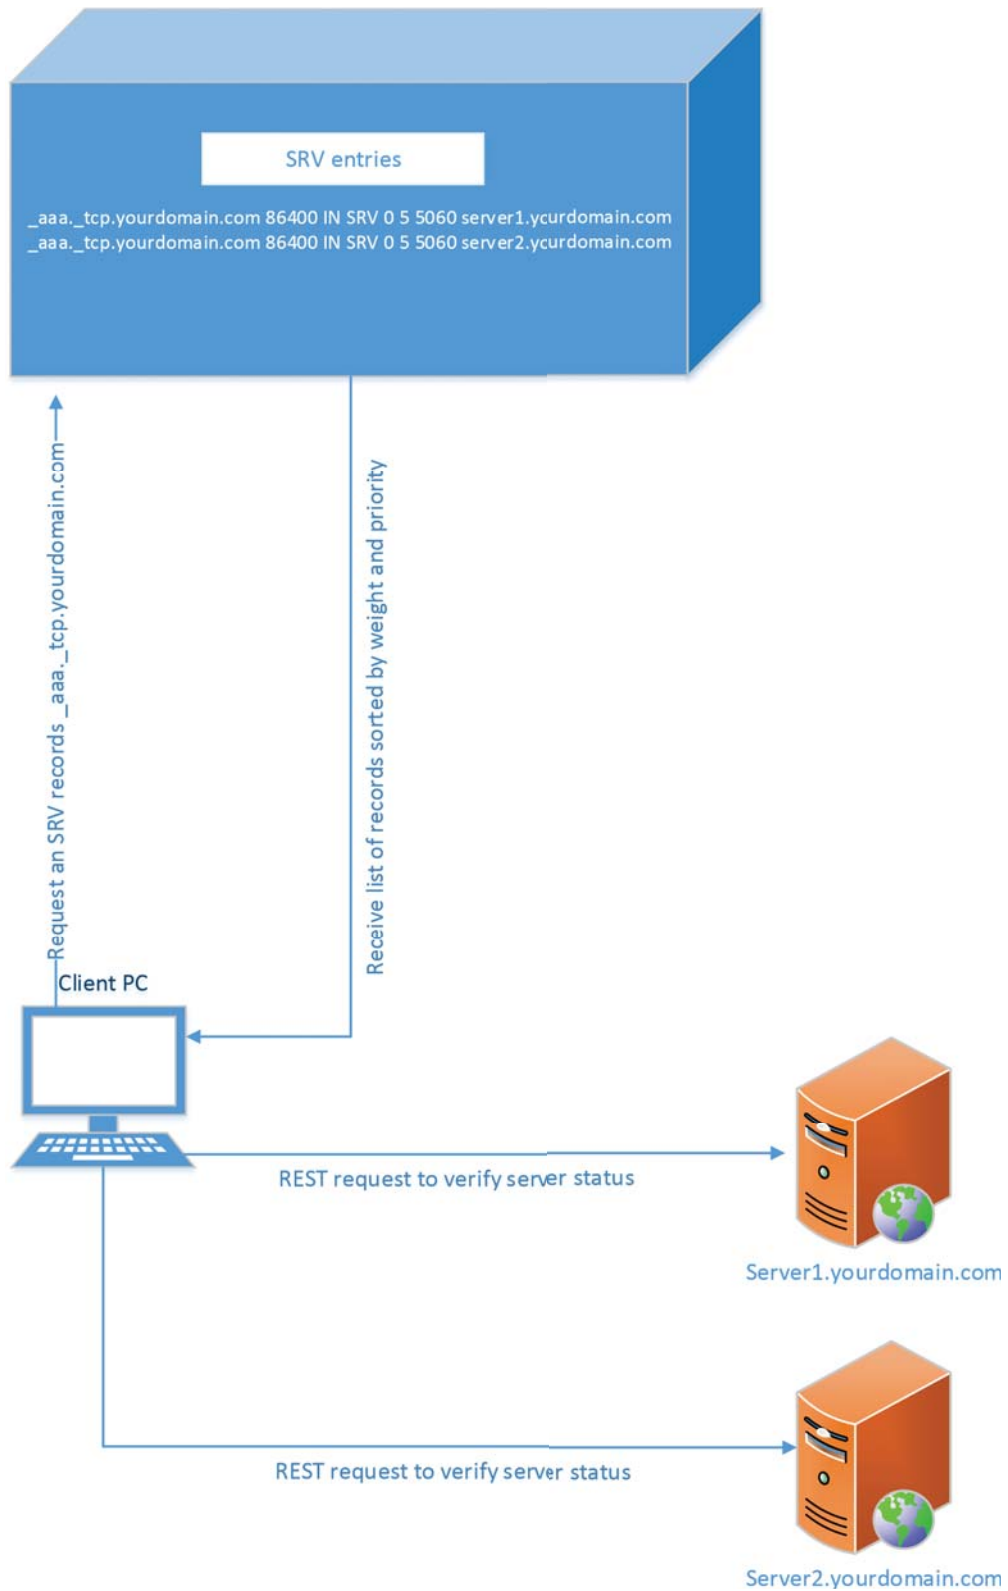 SRV entries
_aaa._tcp.yourdomain.com 86400 IN SRV 0 5 5060 server1.yourdomain.com
_aaa._tcp.yourdomain.com 86400 IN SRV 0 5 5060 server2.yourdomain.com
Request an SRV records _aaa._tcp.yourdomain.com
Receive list of records sorted by weight and priority
Client PC
REST request to verify server status
Server1.yourdomain.com
REST request to verify server status
Server2.yourdomain.com